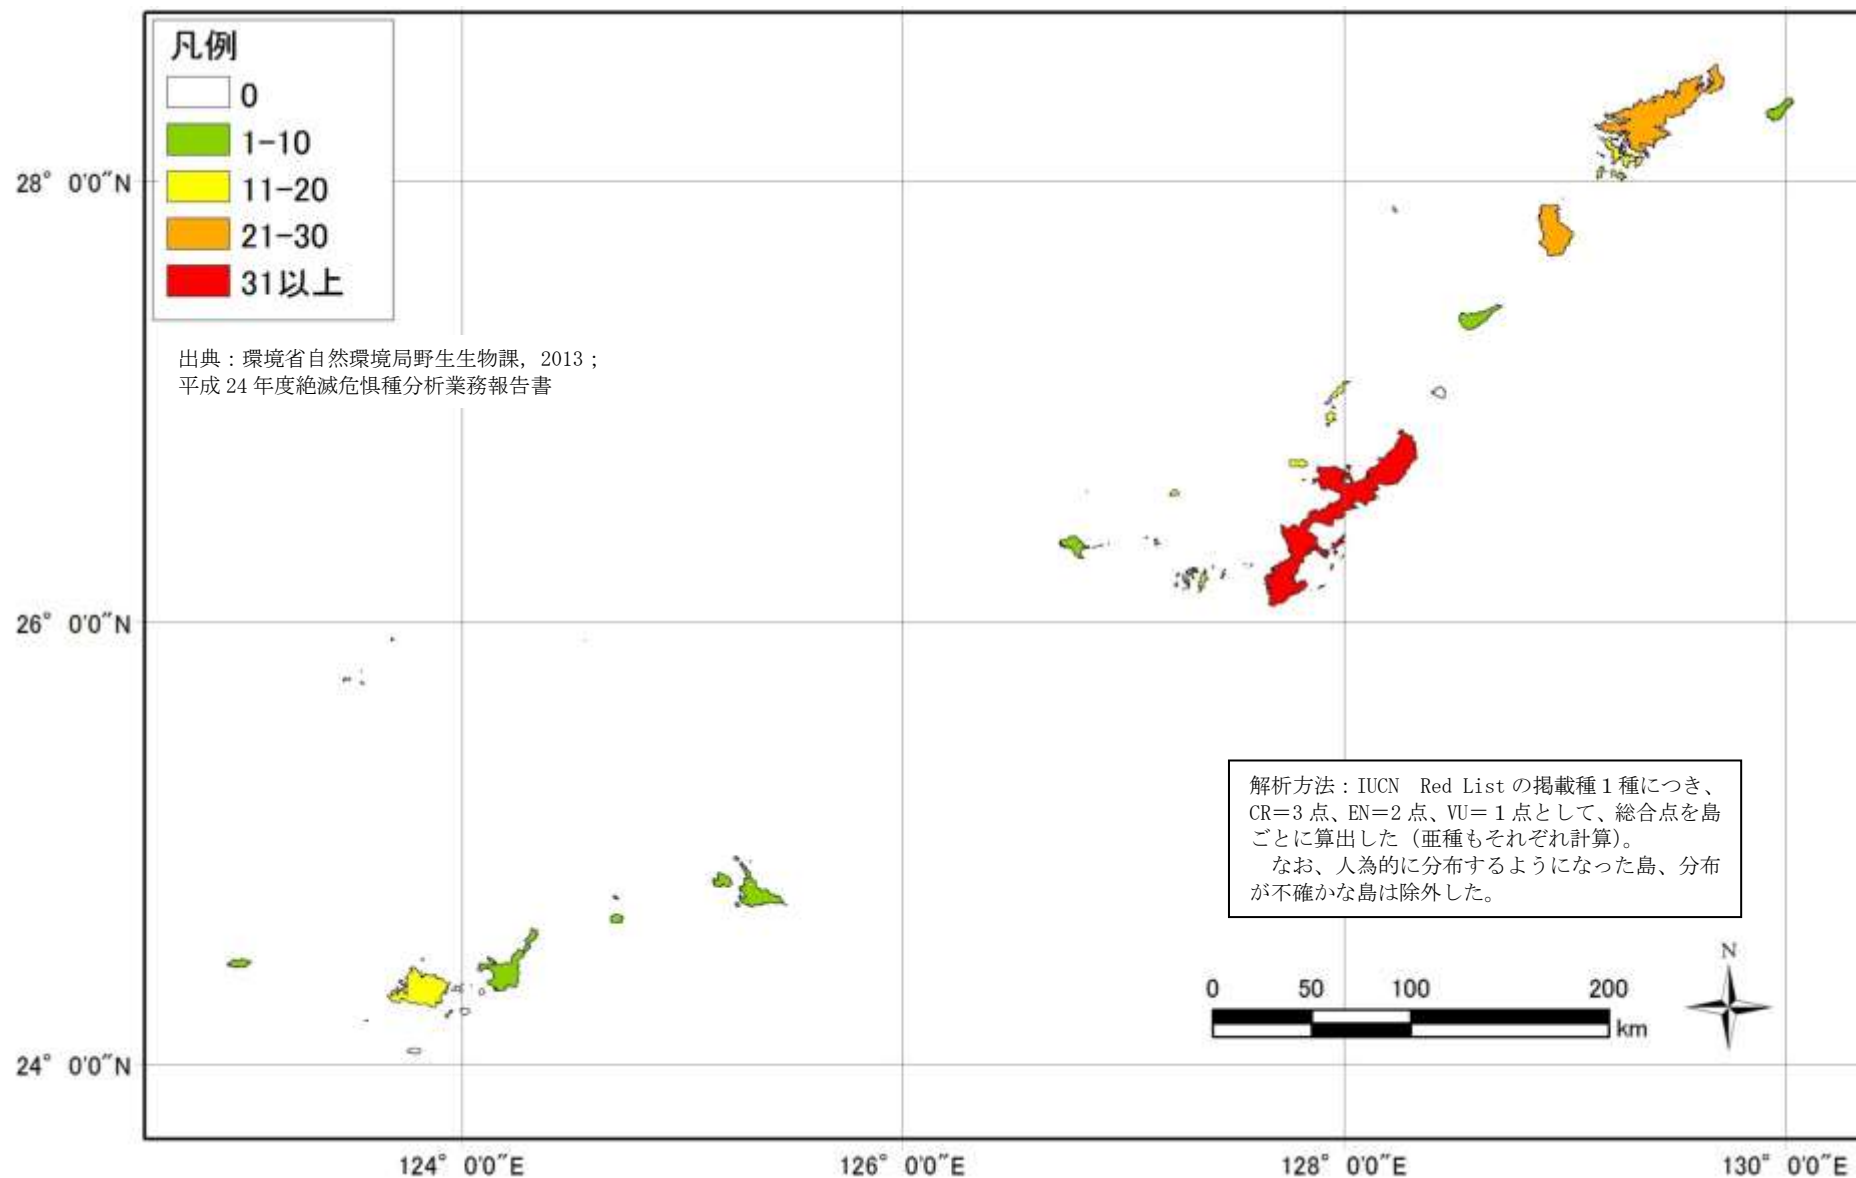 凡例
0
1-10
11-20
21-30
31以上
出典：環境省自然環境局野生生物課，2013；
平成 24 年度絶滅危惧種分析業務報告書
28° 0'0"N
26° 0'0"N
24° 0'0"N
解析方法：IUCN　Red List の掲載種１種につき、
CR＝3 点、EN＝2 点、VU＝１点として、総合点を島
ごとに算出した（亜種もそれぞれ計算）。
　なお、人為的に分布するようになった島、分布
が不確かな島は除外した。
N
0 50 100 200
km
124° 0'0"E 126° 0'0"E 128° 0'0"E 130° 0'0"E